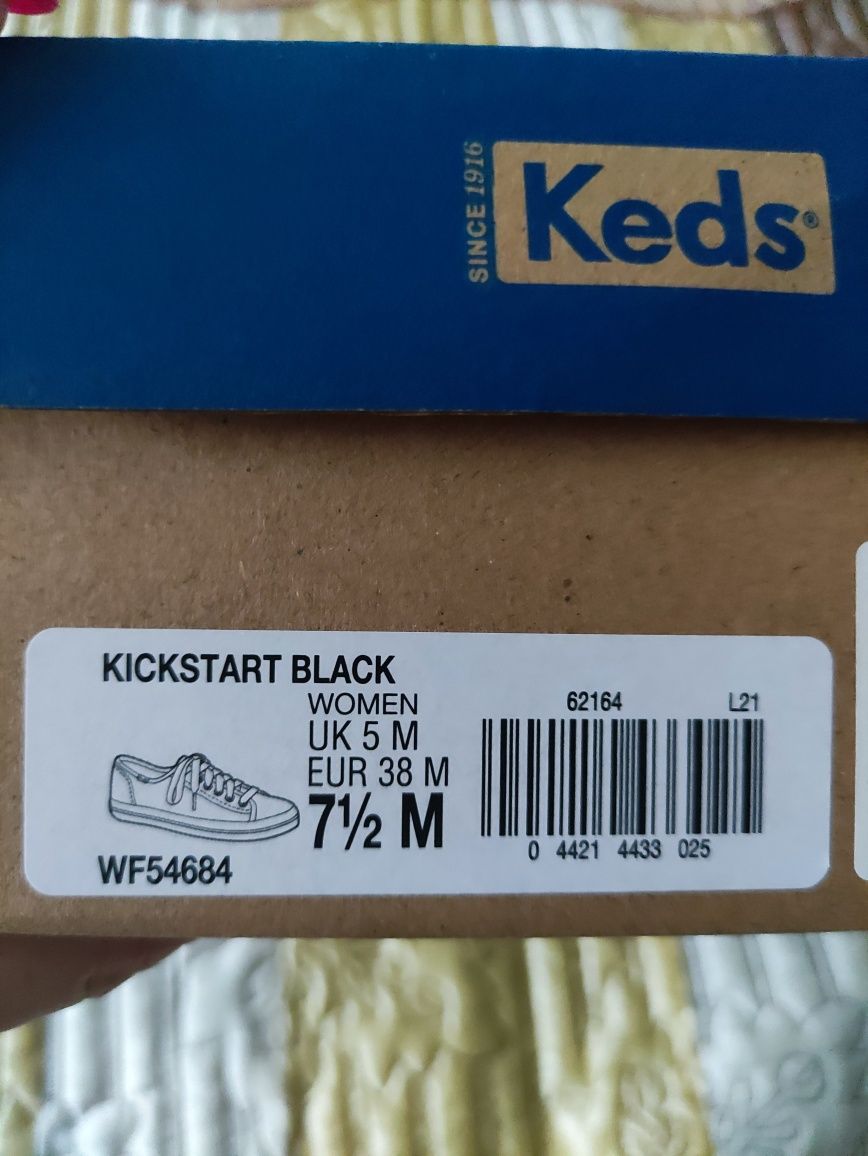 SINCE 1916
Keds®
KICKSTART BLACK
WOMEN
UK 5 M
EUR 38 M
7½ M
WF54684
62164 L21
0 4421 4433 025